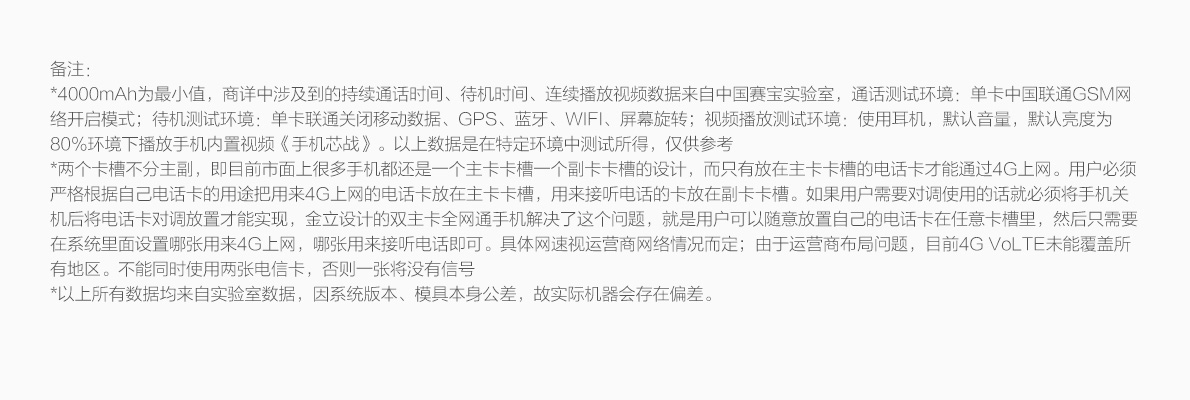 备注：
*4000mAh为最小值，商详中涉及到的持续通话时间、待机时间、连续播放视频数据来自中国赛宝实验室，通话测试环境：单卡中国联通GSM网
络开启模式；待机测试环境：单卡联通关闭移动数据、GPS、蓝牙、WIFI、屏幕旋转；视频播放测试环境：使用耳机，默认音量，默认亮度为
80%环境下播放手机内置视频《手机芯战》。以上数据是在特定环境中测试所得，仅供参考
*两个卡槽不分主副，即目前市面上很多手机都还是一个主卡卡槽一个副卡卡槽的设计，而只有放在主卡卡槽的电话卡才能通过4G上网。用户必须
严格根据自己电话卡的用途把用来4G上网的电话卡放在主卡卡槽，用来接听电话的卡放在副卡卡槽。如果用户需要对调使用的话就必须将手机关
机后将电话卡对调放置才能实现，金立设计的双主卡全网通手机解决了这个问题，就是用户可以随意放置自己的电话卡在任意卡槽里，然后只需要
在系统里面设置哪张用来4G上网，哪张用来接听电话即可。具体网速视运营商网络情况而定；由于运营商布局问题，目前4G VoLTE未能覆盖所
有地区。不能同时使用两张电信卡，否则一张将没有信号
*以上所有数据均来自实验室数据，因系统版本、模具本身公差，故实际机器会存在偏差。